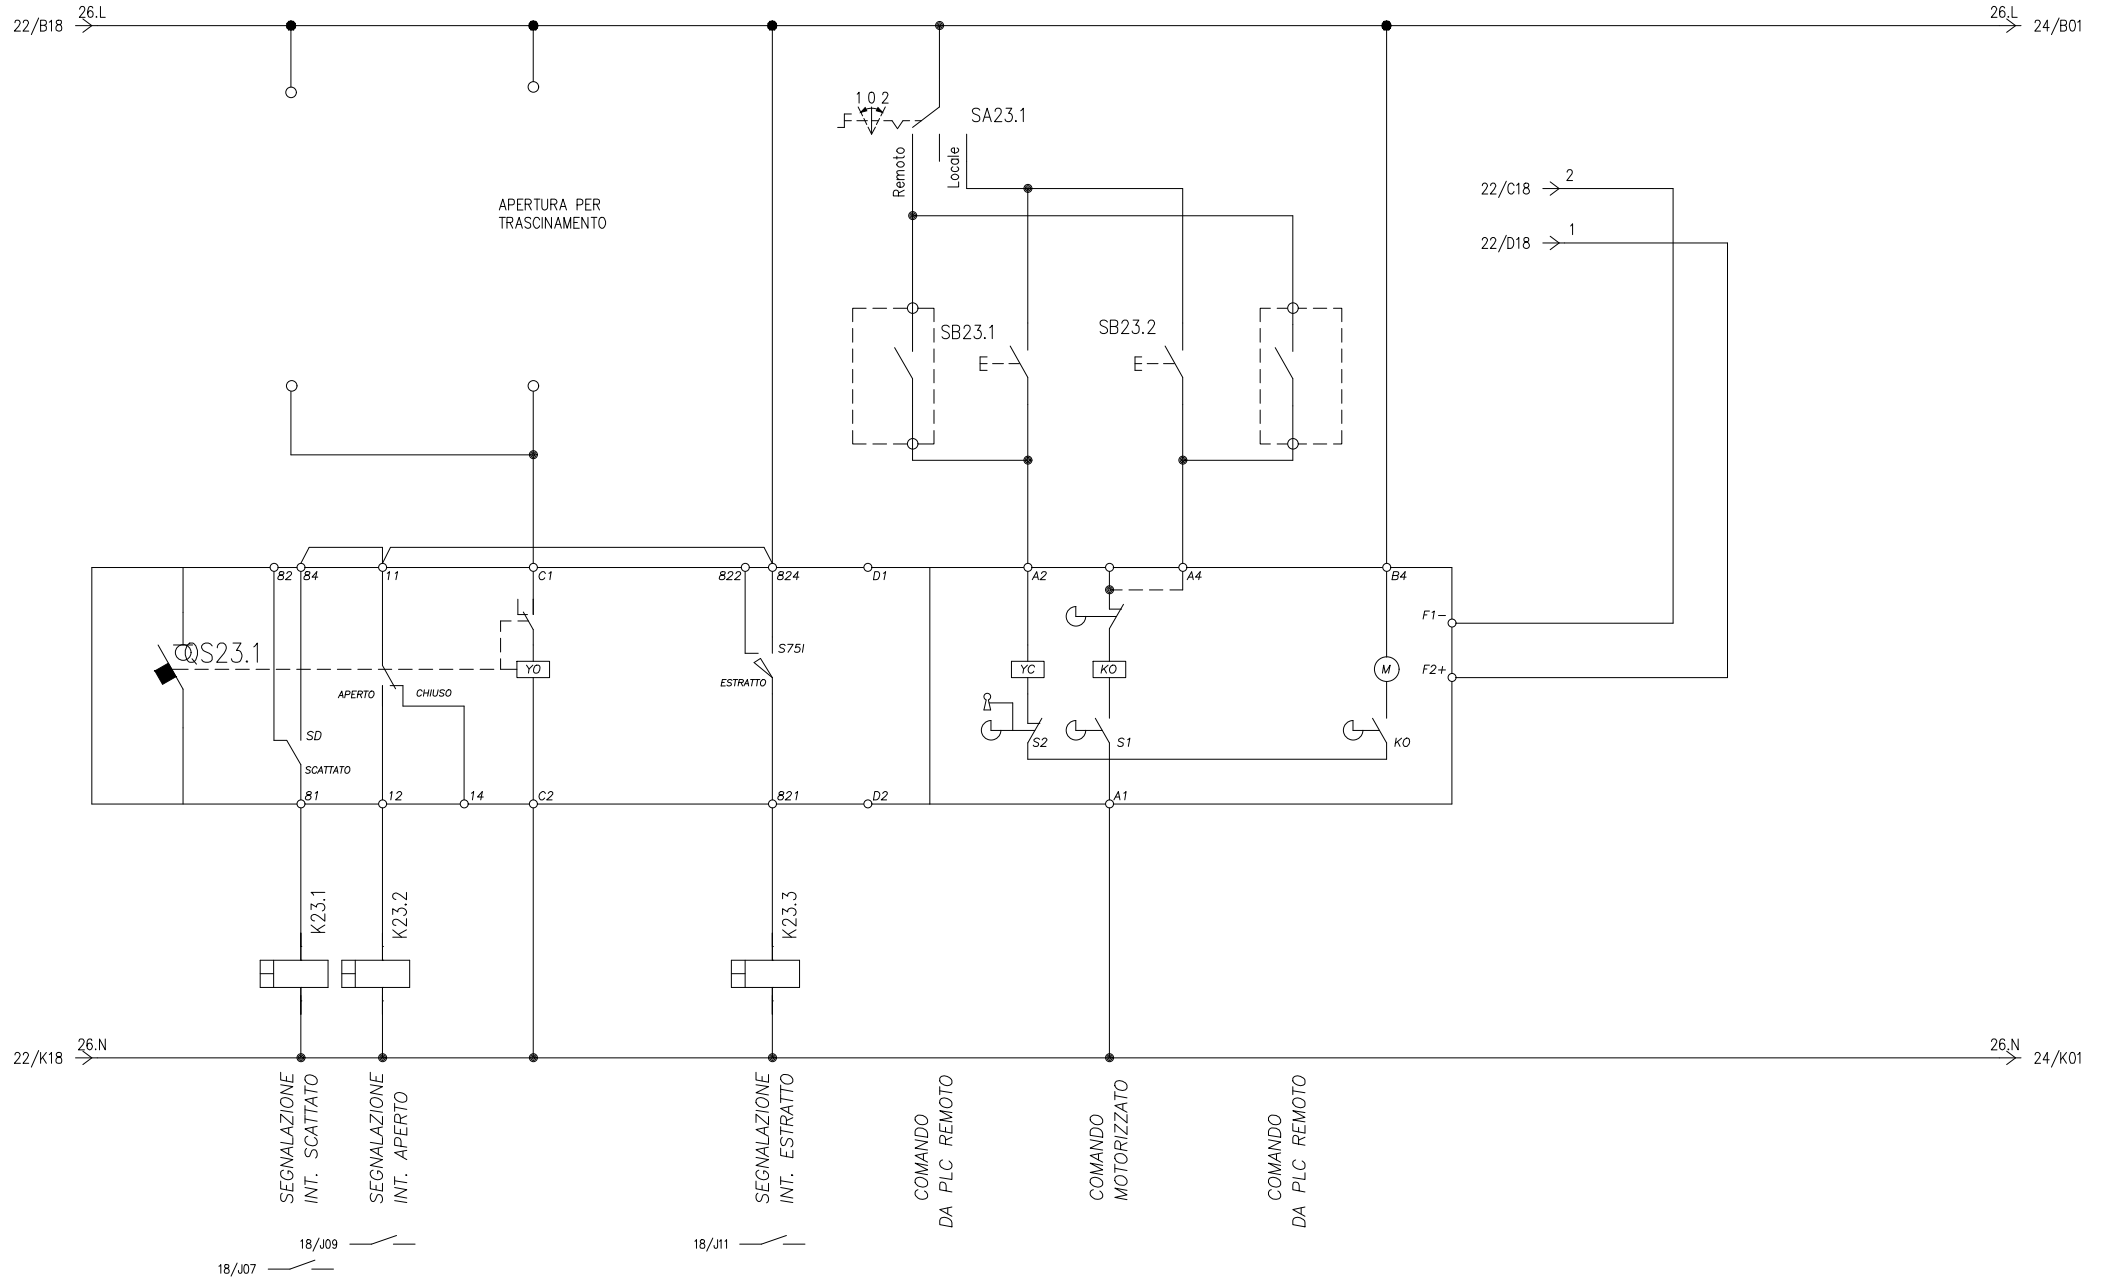 26.L
22/B18
26.L
24/B01
1 0 2
SA23.1
Remoto
Locale
22/C18
2
APERTURA PER
TRASCINAMENTO
22/D18
1
SB23.1
SB23.2
E
E
82
84
11
C1
822
824
D1
A2
A4
B4
F1-
QS23.1
S75I
YO
YC
KO
M
F2+
ESTRATTO
APERTO
CHIUSO
SD
S2
S1
KO
SCATTATO
81
12
14
C2
821
D2
A1
K23.1
K23.2
K23.3
26.N
22/K18
26.N
24/K01
SEGNALAZIONE
INT. SCATTATO
SEGNALAZIONE
INT. APERTO
SEGNALAZIONE
INT. ESTRATTO
COMANDO
DA PLC REMOTO
COMANDO
MOTORIZZATO
COMANDO
DA PLC REMOTO
18/J09
18/J11
18/J07